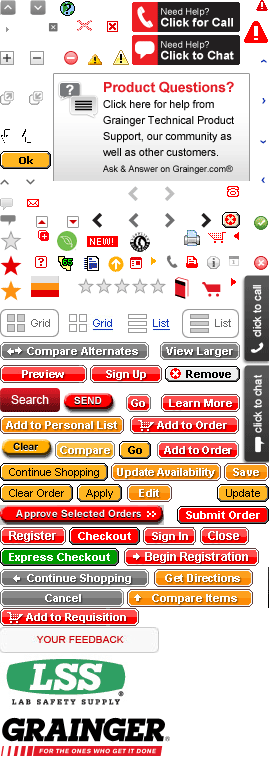 Need Help?
Click for Call
Need Help?
Click to Chat
Product Questions?
Click here for help from
Grainger Technical Product
Support, our community as
well as other customers.
Ask & Answer on Grainger.com®
Ok
NEW!
click to call
Grid
Grid
List
List
Compare Alternates
View Larger
Preview
Sign Up
Remove
click to chat
Search
SEND
Go
Learn More
Add to Personal List
Add to Order
Clear
Compare
Go
Add to Order
Continue Shopping
Update Availability
Save
Clear Order
Apply
Edit
Update
Approve Selected Orders
Submit Order
Register
Checkout
Sign In
Close
Express Checkout
Begin Registration
Continue Shopping
Get Directions
Cancel
Compare Items
Add to Requisition
YOUR FEEDBACK
LSS®
LAB SAFETY SUPPLY
GRAINGER®
FOR THE ONES WHO GET IT DONE